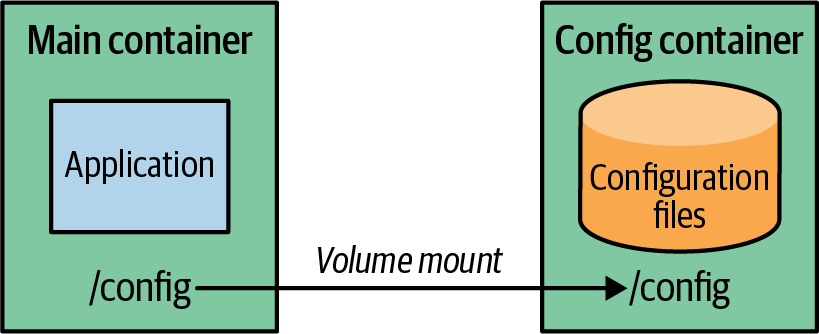 Main container
Application
/config
Volume mount
Config container
Configuration
files
/config